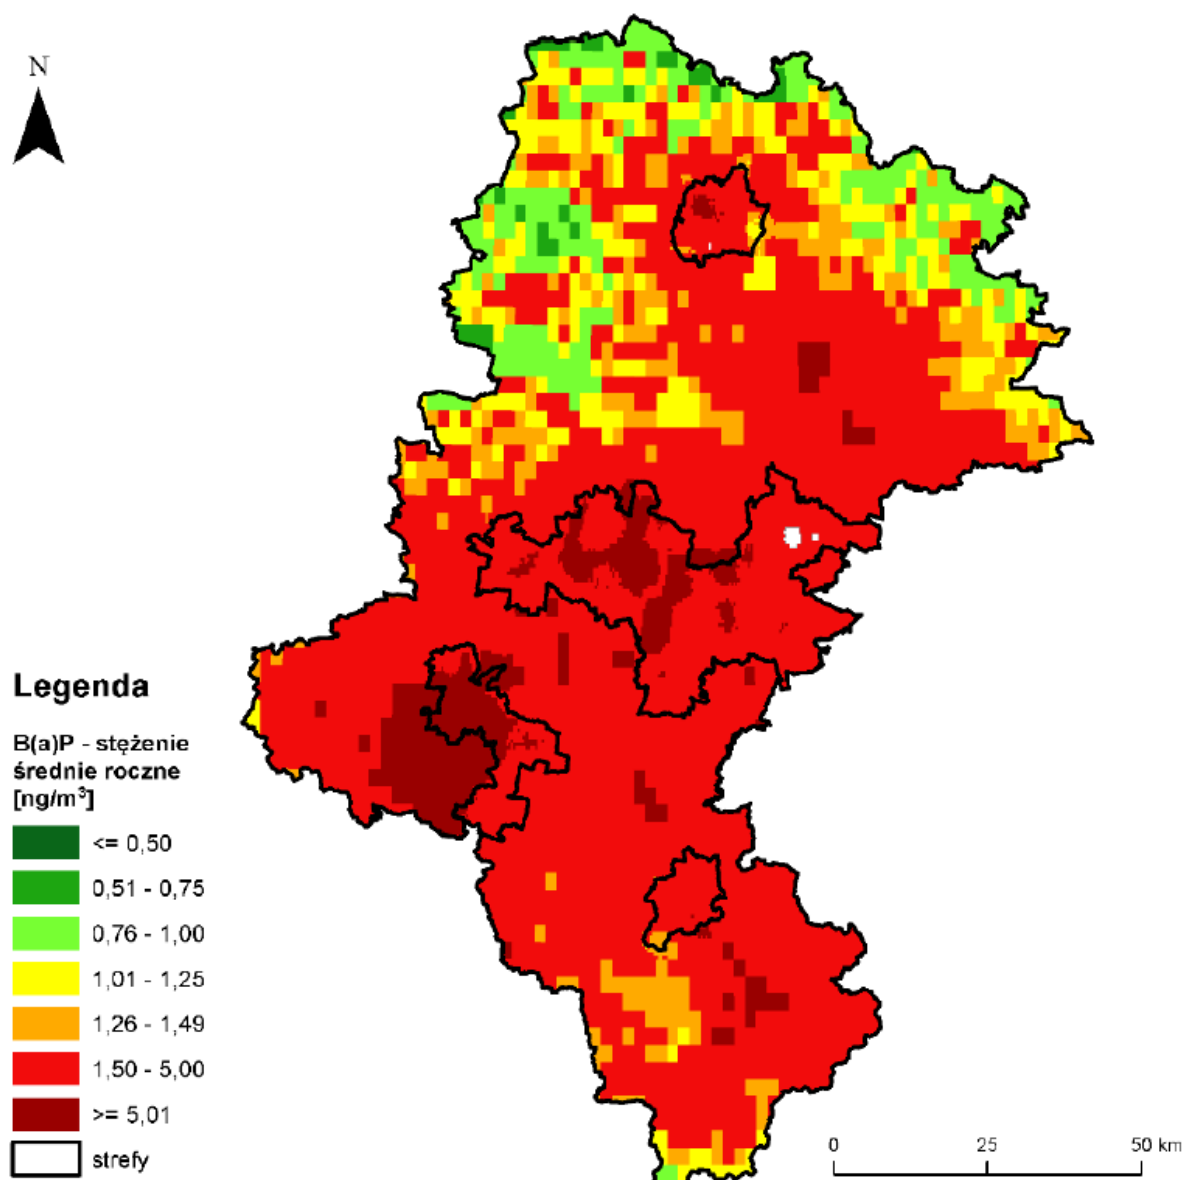 N
Legenda
B(a)P - stężenie
średnie roczne
[ng/m³]
<= 0,50
0,51 - 0,75
0,76 - 1,00
1,01 - 1,25
1,26 - 1,49
1,50 - 5,00
>= 5,01
strefy
0 25 50 km